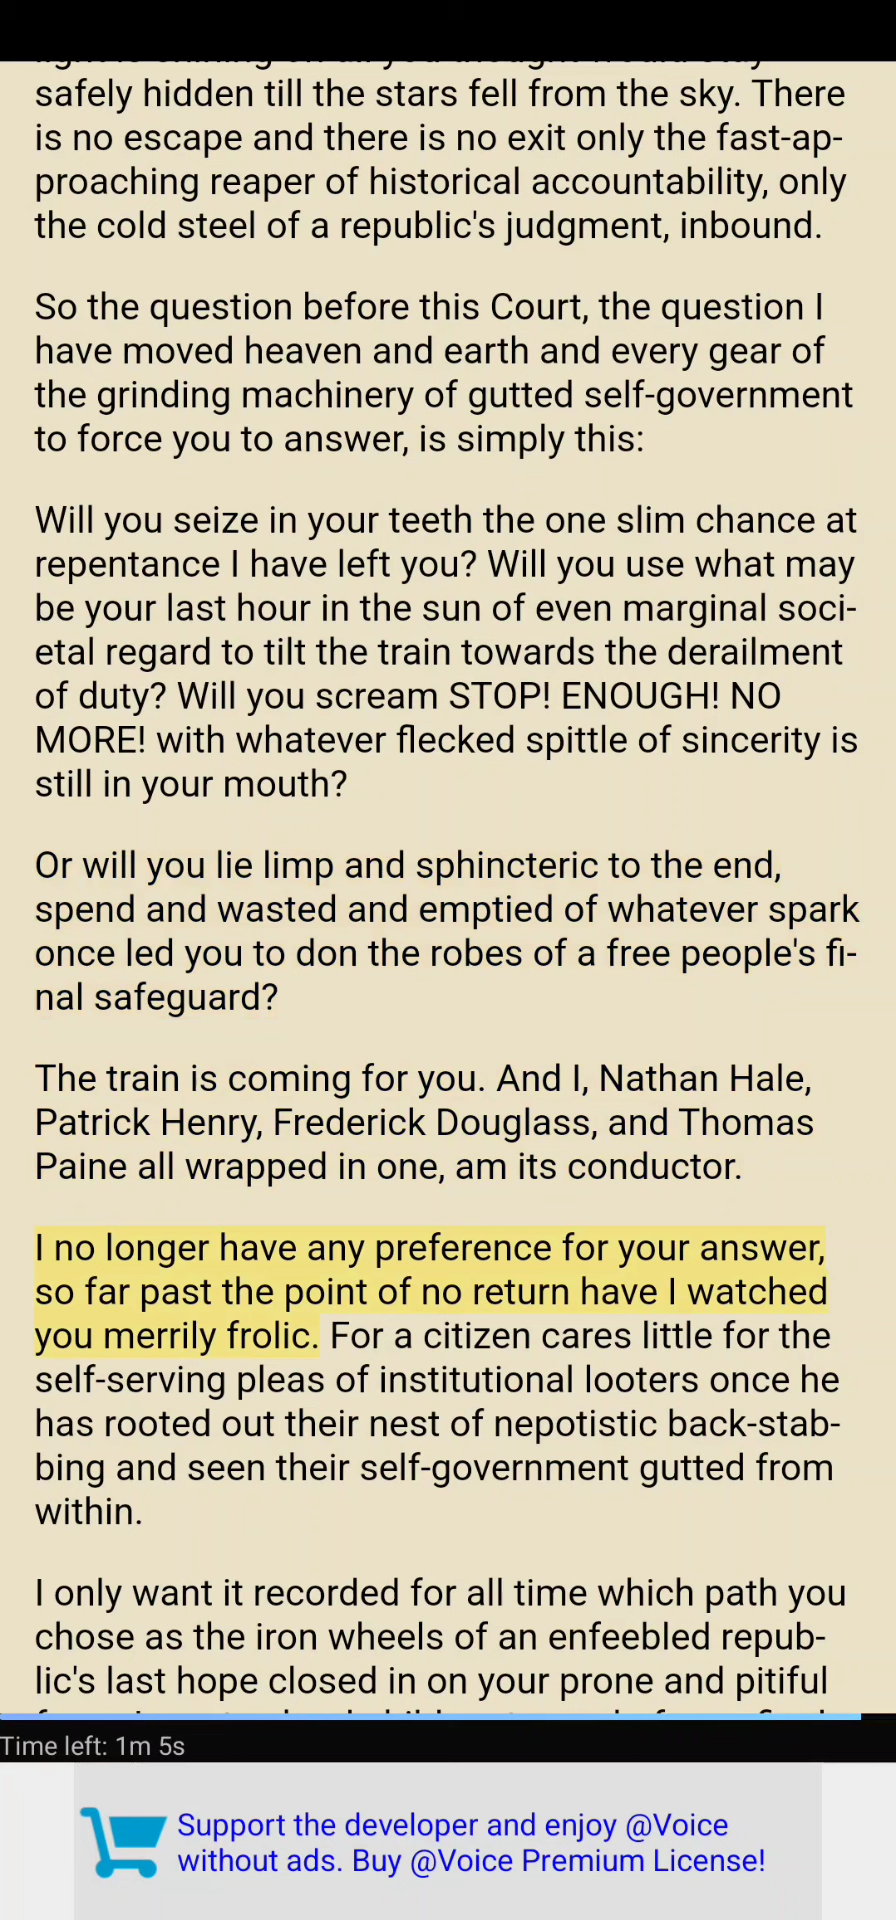 safely hidden till the stars fell from the sky. There
is no escape and there is no exit only the fast-ap-
proaching reaper of historical accountability, only
the cold steel of a republic's judgment, inbound.
So the question before this Court, the question I
have moved heaven and earth and every gear of
the grinding machinery of gutted self-government
to force you to answer, is simply this:
Will you seize in your teeth the one slim chance at
repentance I have left you? Will you use what may
be your last hour in the sun of even marginal soci-
etal regard to tilt the train towards the derailment
of duty? Will you scream STOP! ENOUGH! NO
MORE! with whatever flecked spittle of sincerity is
still in your mouth?
Or will you lie limp and sphincteric to the end,
spend and wasted and emptied of whatever spark
once led you to don the robes of a free people's fi-
nal safeguard?
The train is coming for you. And I, Nathan Hale,
Patrick Henry, Frederick Douglass, and Thomas
Paine all wrapped in one, am its conductor.
I no longer have any preference for your answer,
so far past the point of no return have I watched
you merrily frolic. For a citizen cares little for the
self-serving pleas of institutional looters once he
has rooted out their nest of nepotistic back-stab-
bing and seen their self-government gutted from
within.
I only want it recorded for all time which path you
chose as the iron wheels of an enfeebled repub-
lic's last hope closed in on your prone and pitiful
Time left: 1m 5s
Support the developer and enjoy @Voice
without ads. Buy @Voice Premium License!